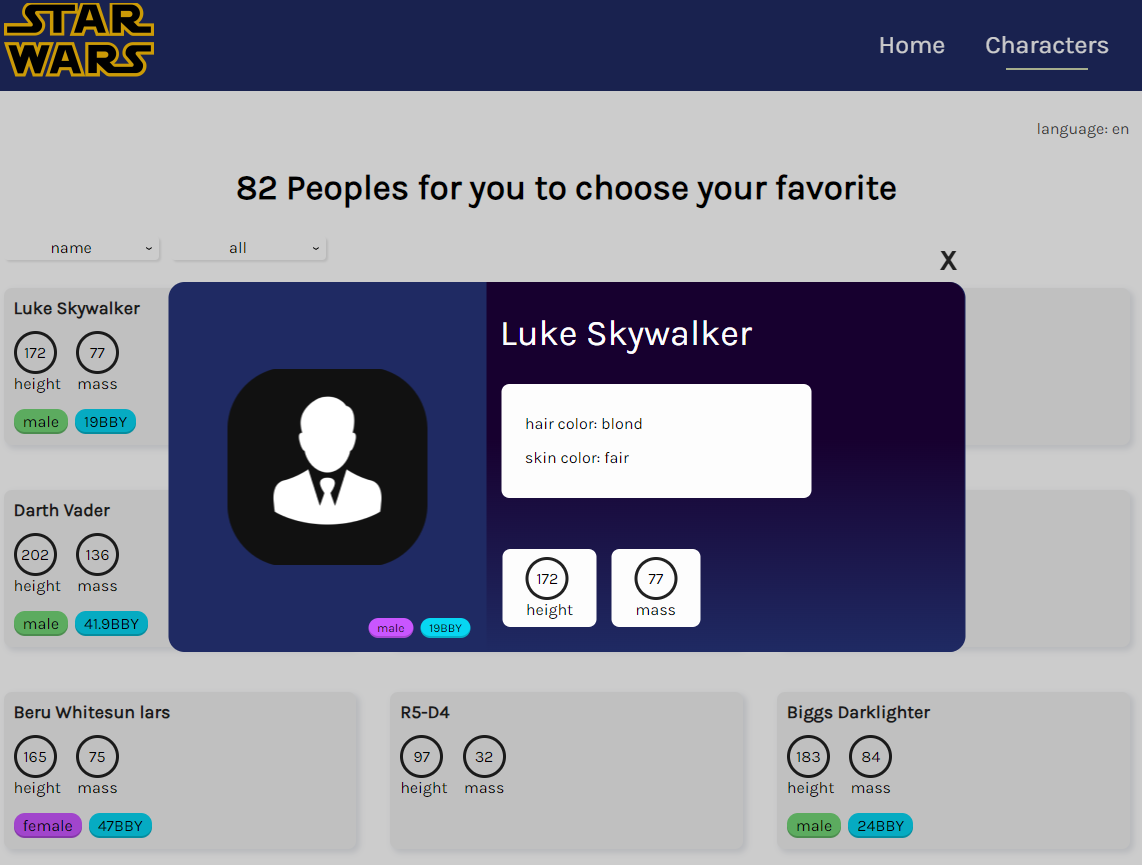 STAR
WARS
Home Characters
language: en
82 Peoples for you to choose your favorite
name all
X
Luke Skywalker
172 77
height mass
male 19BBY
Luke Skywalker
hair color: blond
skin color: fair
172 77
height mass
male 19BBY
Darth Vader
202 136
height mass
male 41.9BBY
Beru Whitesun lars
165 75
height mass
female 47BBY
R5-D4
97 32
height mass
Biggs Darklighter
183 84
height mass
male 24BBY